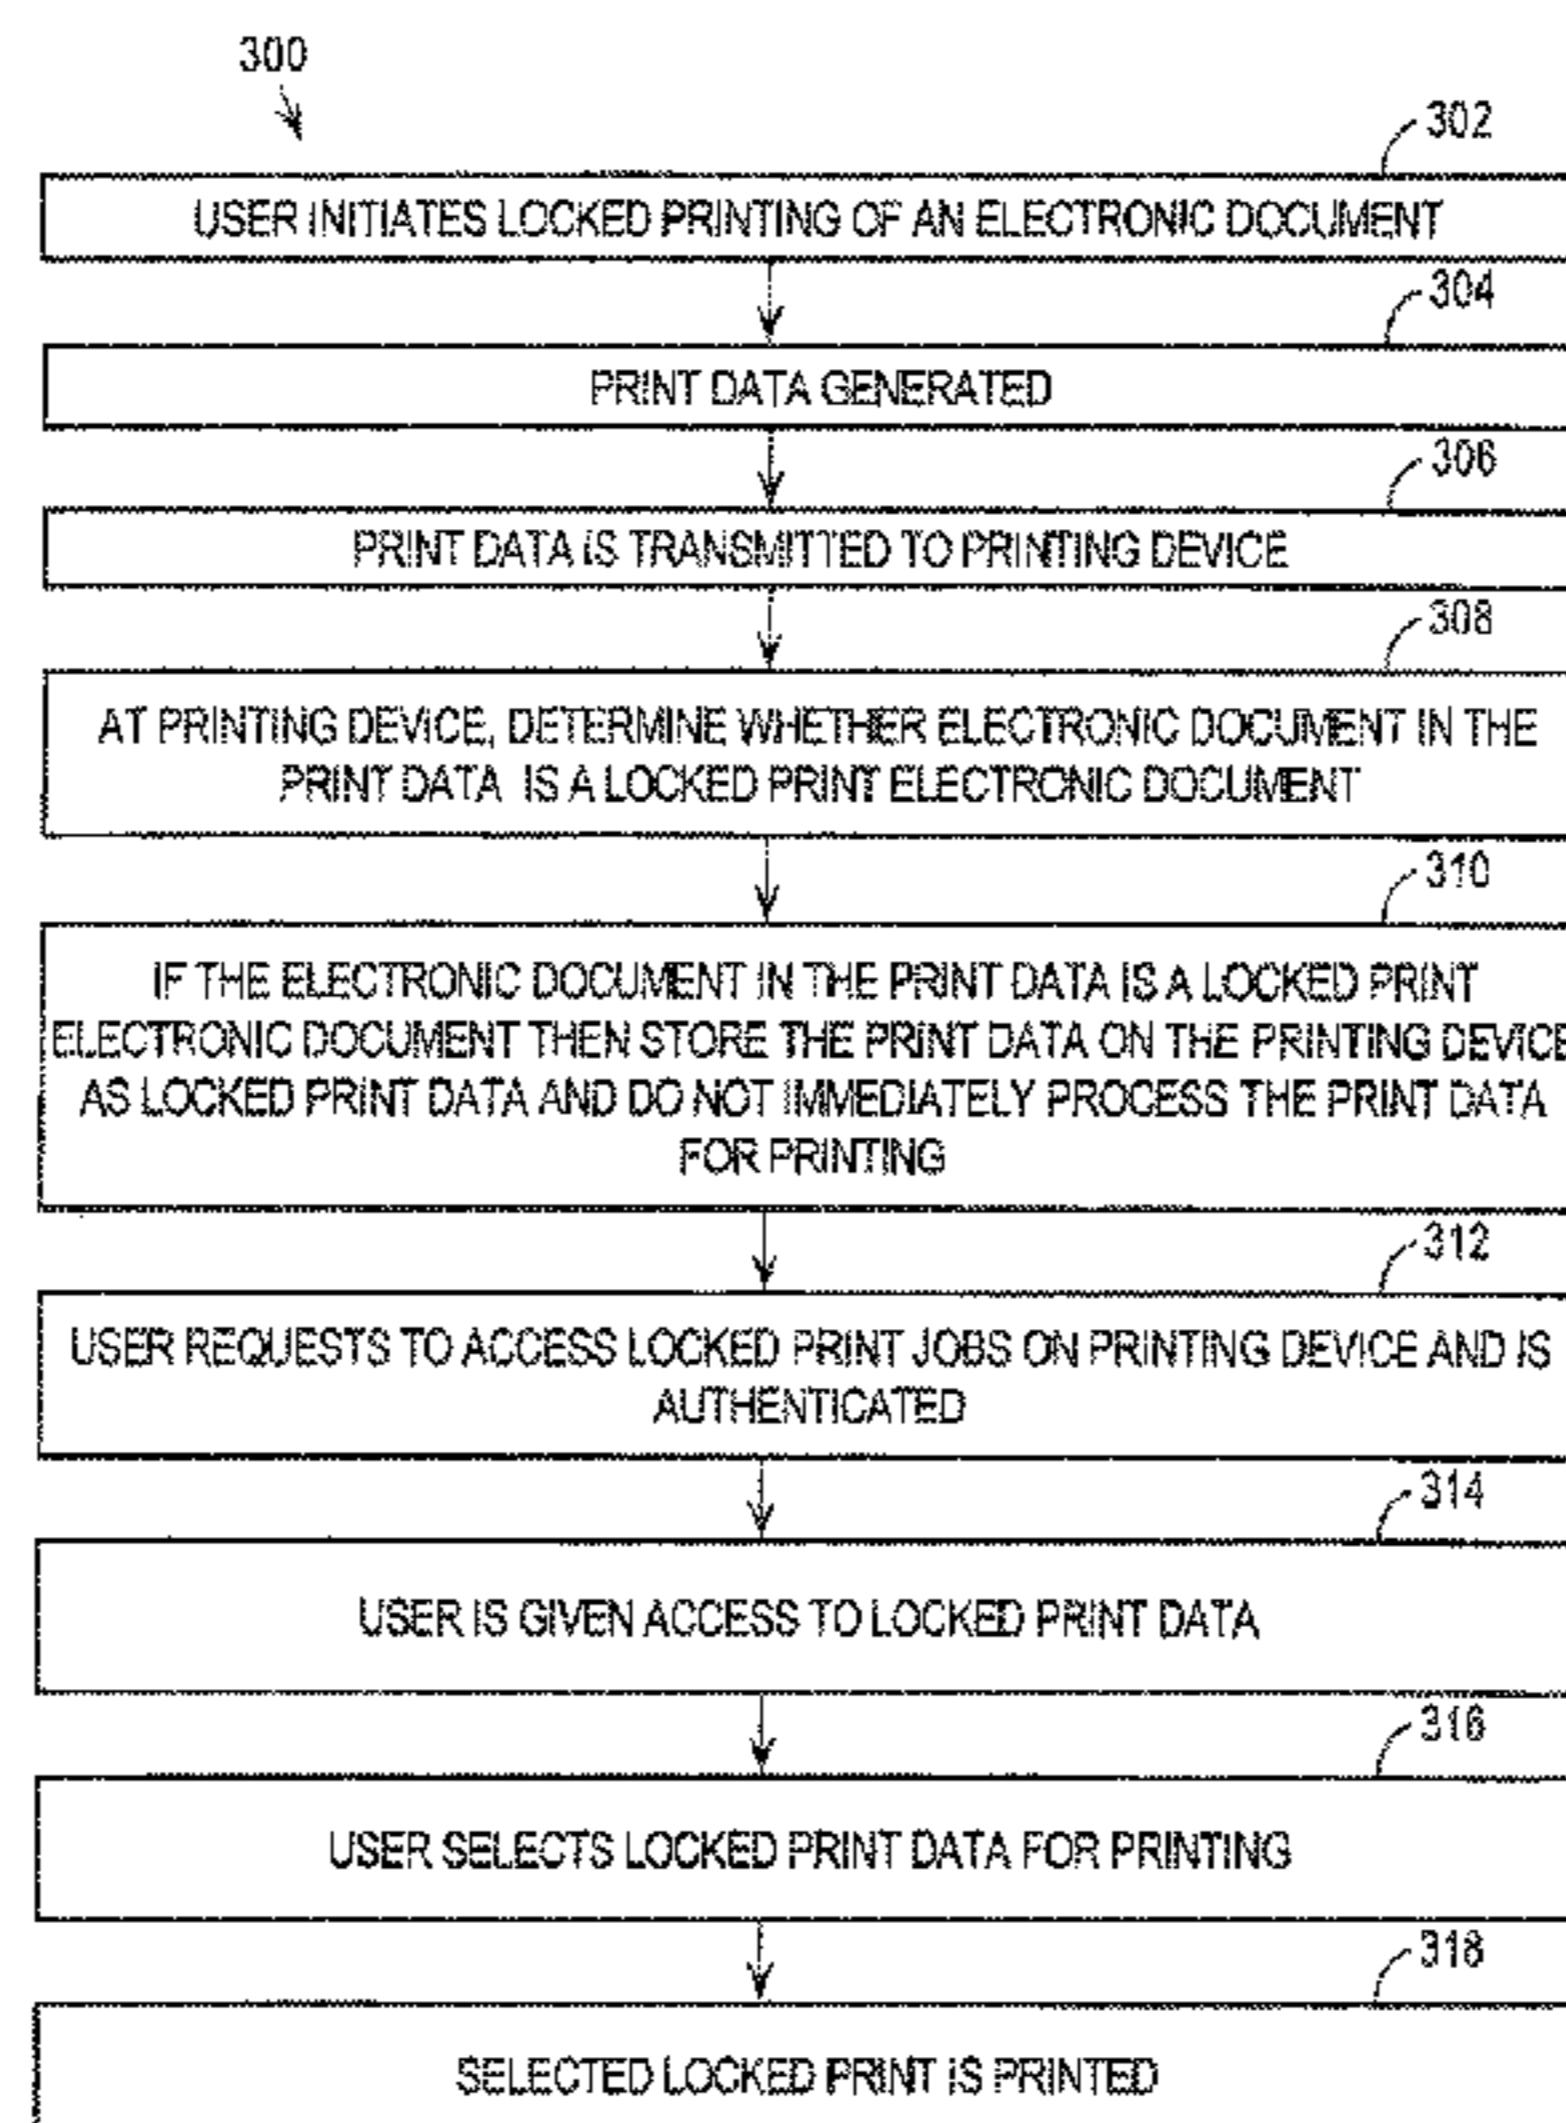 300
302
USER INITIATES LOCKED PRINTING OF AN ELECTRONIC DOCUMENT
304
PRINT DATA GENERATED
306
PRINT DATA IS TRANSMITTED TO PRINTING DEVICE
308
AT PRINTING DEVICE, DETERMINE WHETHER ELECTRONIC DOCUMENT IN THE
PRINT DATA IS A LOCKED PRINT ELECTRONIC DOCUMENT
310
IF THE ELECTRONIC DOCUMENT IN THE PRINT DATA IS A LOCKED PRINT
ELECTRONIC DOCUMENT THEN STORE THE PRINT DATA ON THE PRINTING DEVICE
AS LOCKED PRINT DATA AND DO NOT IMMEDIATELY PROCESS THE PRINT DATA
FOR PRINTING
312
USER REQUESTS TO ACCESS LOCKED PRINT JOBS ON PRINTING DEVICE AND IS
AUTHENTICATED
314
USER IS GIVEN ACCESS TO LOCKED PRINT DATA
316
USER SELECTS LOCKED PRINT DATA FOR PRINTING
318
SELECTED LOCKED PRINT IS PRINTED